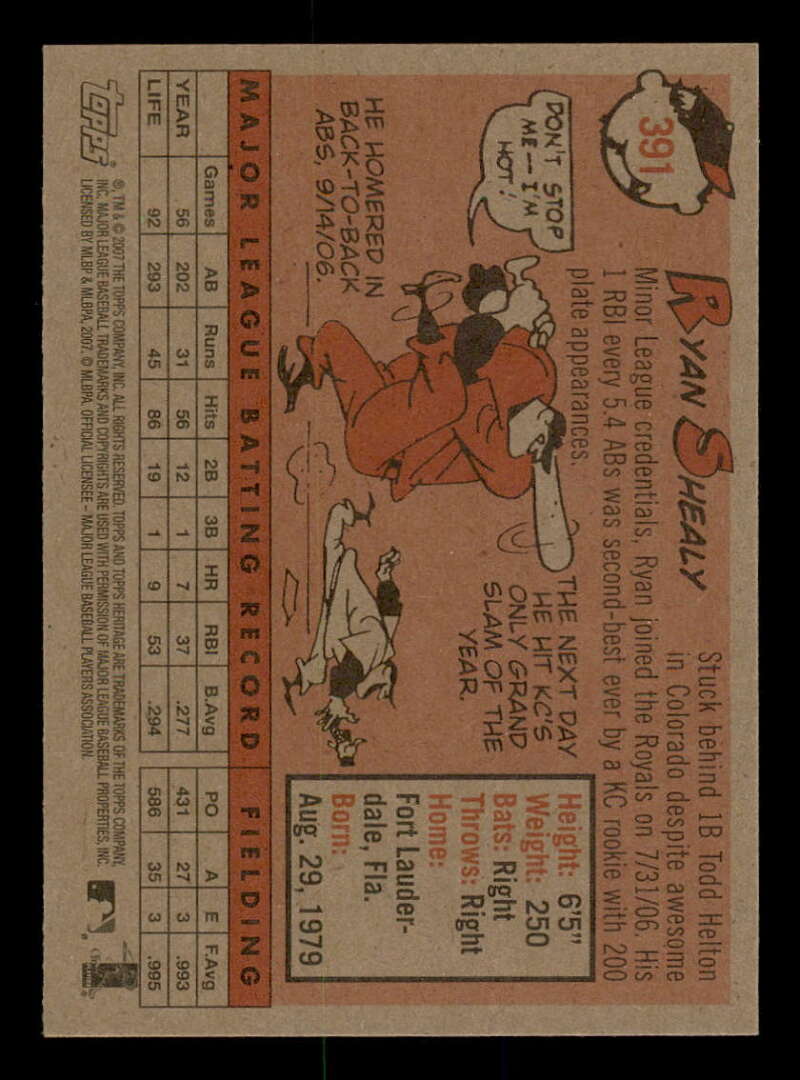 391
RYAN SHEALY
Stuck behind 1B Todd Helton
in Colorado despite awesome
Minor League credentials, Ryan joined the Royals on 7/31/06. His
1 RBI every 5.4 ABs was second-best ever by a KC rookie with 200
plate appearances.
DON'T STOP
ME-- I'M
HOT!
HE HOMERED IN
BACK-TO-BACK
ABS, 9/14/06.
THE NEXT DAY
HE HIT KC'S
ONLY GRAND
SLAM OF THE
YEAR.
Height: 6'5"
Weight: 250
Bats: Right
Throws: Right
Home:
Fort Lauder-
dale, Fla.
Born:
Aug. 29, 1979
MAJOR LEAGUE BATTING RECORD FIELDING
Games AB Runs Hits 2B 3B HR RBI B.Avg PO A E F.Avg
YEAR 56 202 31 56 12 1 7 37 .277 431 27 3 .993
LIFE 92 293 45 86 19 1 9 53 .294 586 35 3 .995
TOPPS®
®, TM & © 2007 THE TOPPS COMPANY, INC. ALL RIGHTS RESERVED. TOPPS AND TOPPS HERITAGE ARE TRADEMARKS OF THE TOPPS COMPANY,
INC. MAJOR LEAGUE BASEBALL TRADEMARKS AND COPYRIGHTS ARE USED WITH PERMISSION OF MAJOR LEAGUE BASEBALL PROPERTIES, INC.
LICENSED BY MLBP & MLBPA, 2007. © MLBPA. OFFICIAL LICENSEE – MAJOR LEAGUE BASEBALL PLAYERS ASSOCIATION.